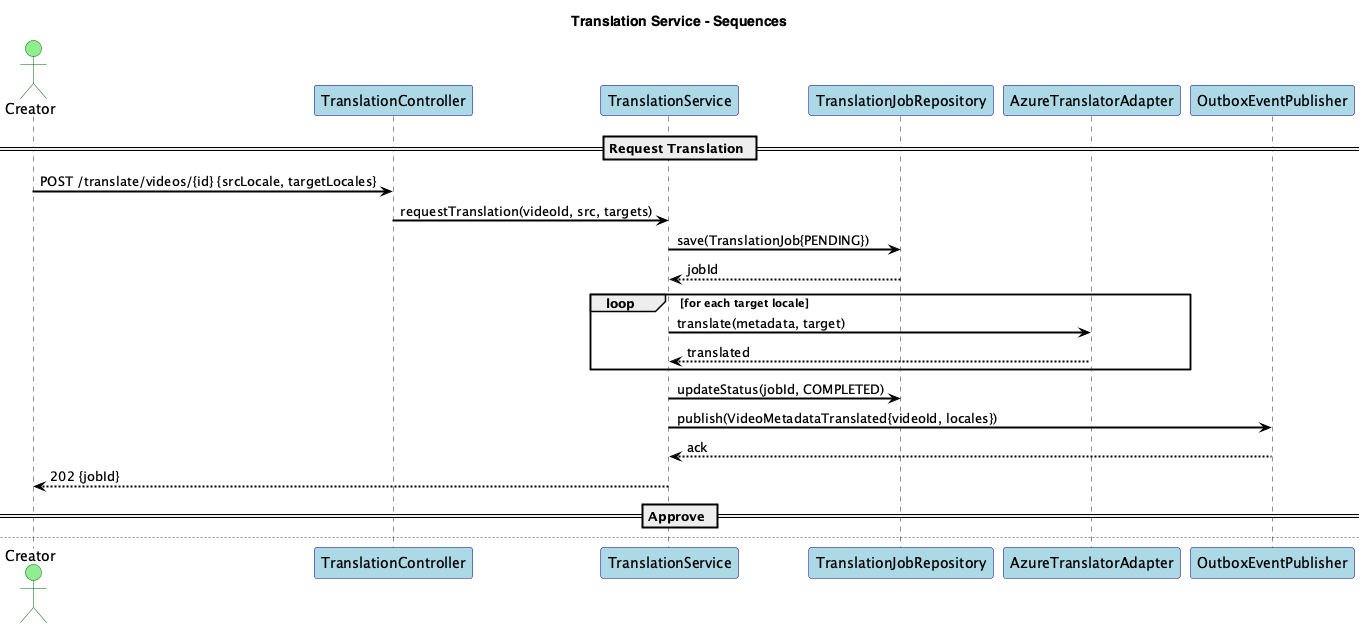 Translation Service - Sequences
Creator
TranslationController
TranslationService
TranslationJobRepository
AzureTranslatorAdapter
OutboxEventPublisher
Request Translation
POST /translate/videos/{id} {srcLocale, targetLocales}
requestTranslation(videoId, src, targets)
save(TranslationJob{PENDING})
jobId
loop
[for each target locale]
translate(metadata, target)
translated
updateStatus(jobId, COMPLETED)
publish(VideoMetadataTranslated{videoId, locales})
ack
202 {jobId}
Approve
Creator
TranslationController
TranslationService
TranslationJobRepository
AzureTranslatorAdapter
OutboxEventPublisher